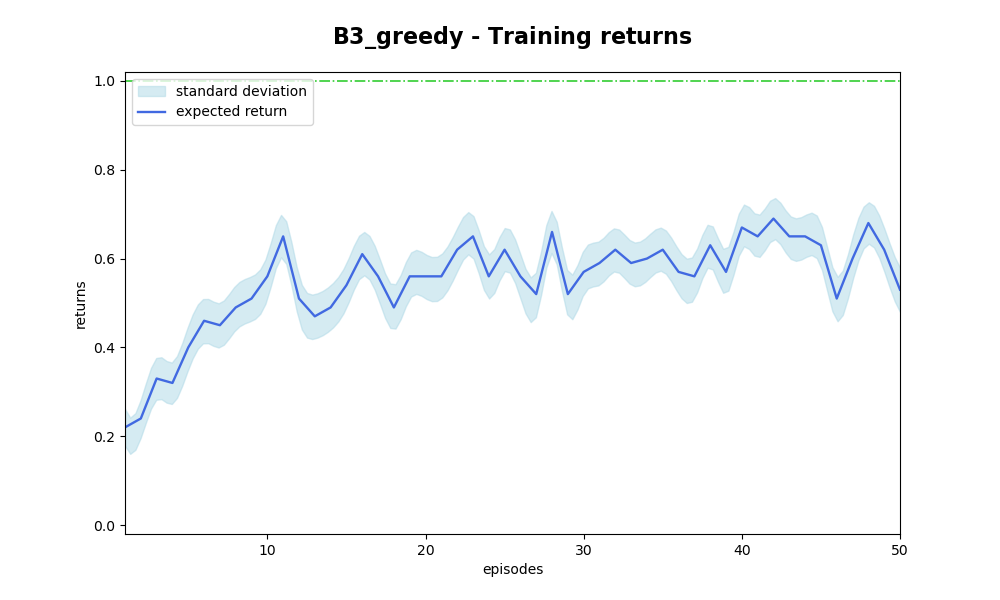 B3_greedy - Training returns
1.0
standard deviation
expected return
0.8
0.6
0.4
0.2
0.0
returns
10
20
30
40
50
episodes